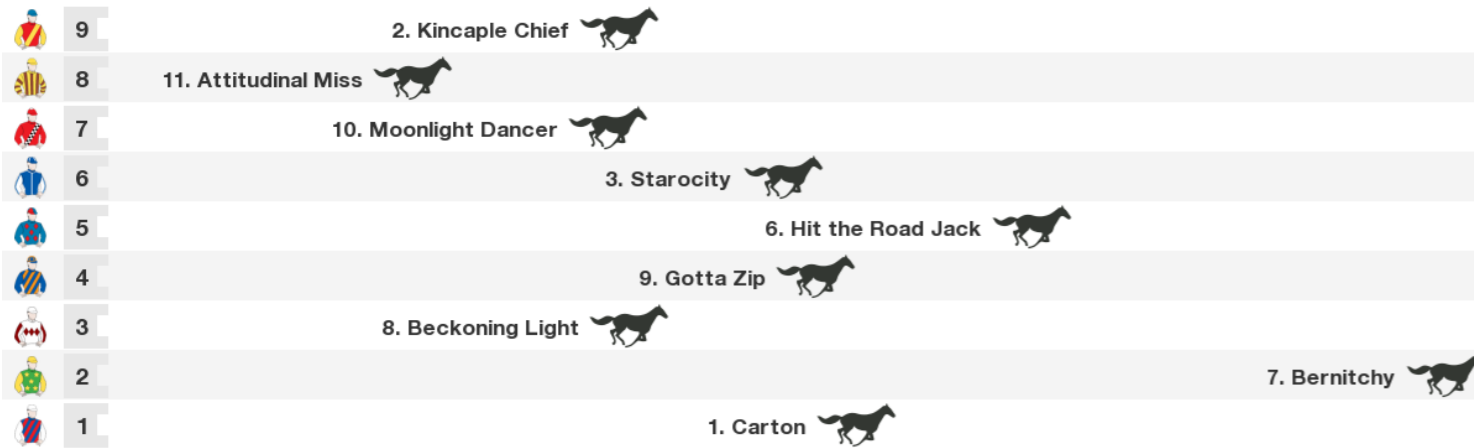 9 2. Kincaple Chief
8 11. Attitudinal Miss
7 10. Moonlight Dancer
6 3. Starocity
5 6. Hit the Road Jack
4 9. Gotta Zip
3 8. Beckoning Light
2 7. Bernitchy
1 1. Carton